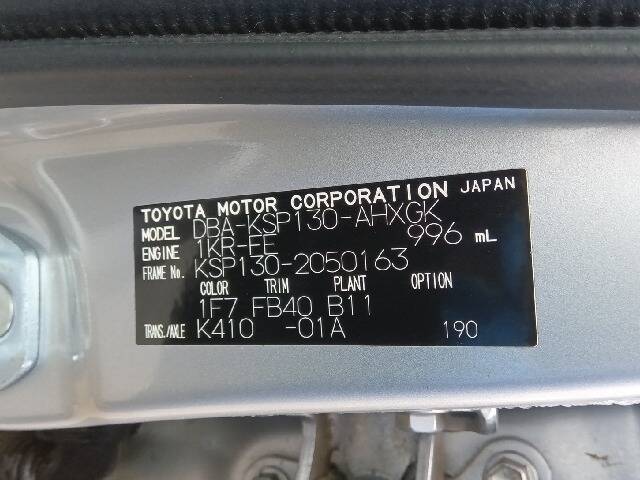 TOYOTA MOTOR CORPORATION JAPAN
MODEL DBA-KSP130-AHXGK
ENGINE 1KR-FE 996 mL
FRAME No. KSP130-2050163
COLOR TRIM PLANT OPTION
1F7 FB40 B11
TRANS./AXLE K410 -01A 190